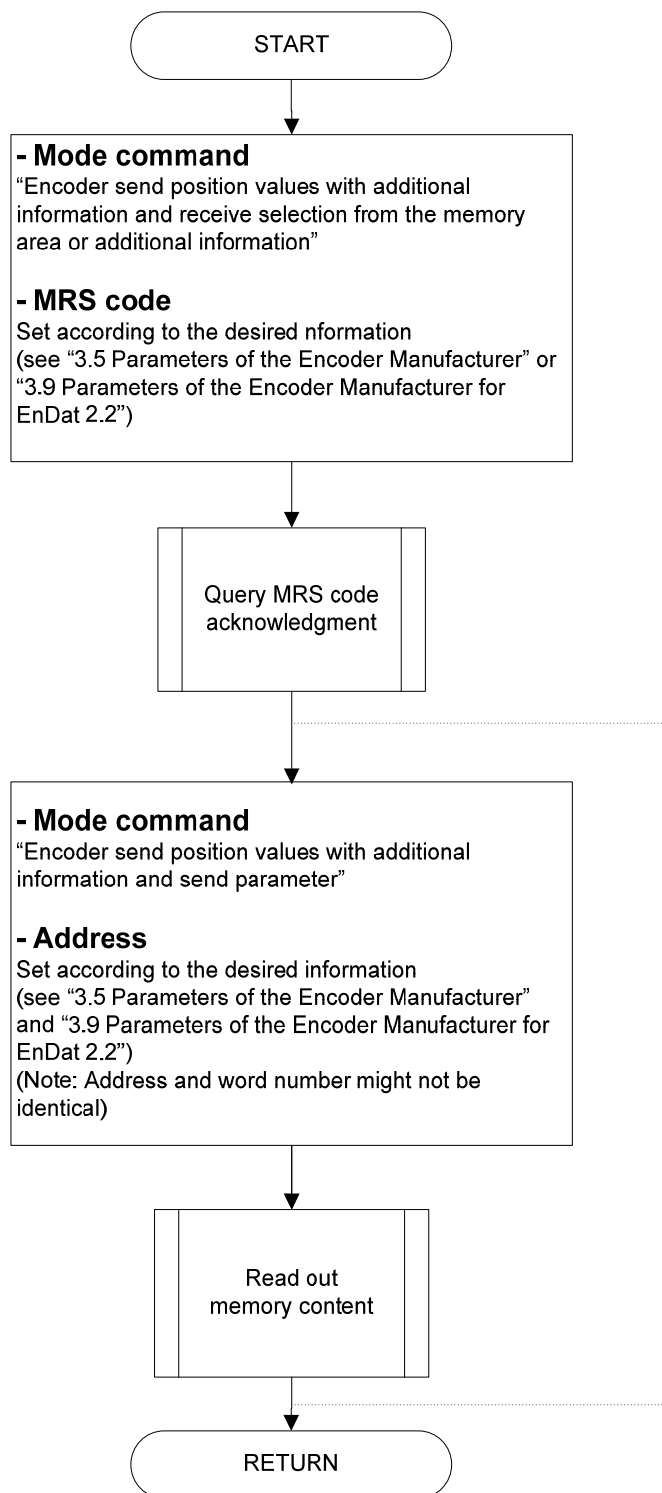 START
- Mode command
“Encoder send position values with additional
information and receive selection from the memory
area or additional information”
- MRS code
Set according to the desired nformation
(see “3.5 Parameters of the Encoder Manufacturer” or
“3.9 Parameters of the Encoder Manufacturer for
EnDat 2.2”)
Query MRS code
acknowledgment
- Mode command
“Encoder send position values with additional
information and send parameter”
- Address
Set according to the desired information
(see “3.5 Parameters of the Encoder Manufacturer”
and “3.9 Parameters of the Encoder Manufacturer for
EnDat 2.2”)
(Note: Address and word number might not be
identical)
Read out
memory content
RETURN